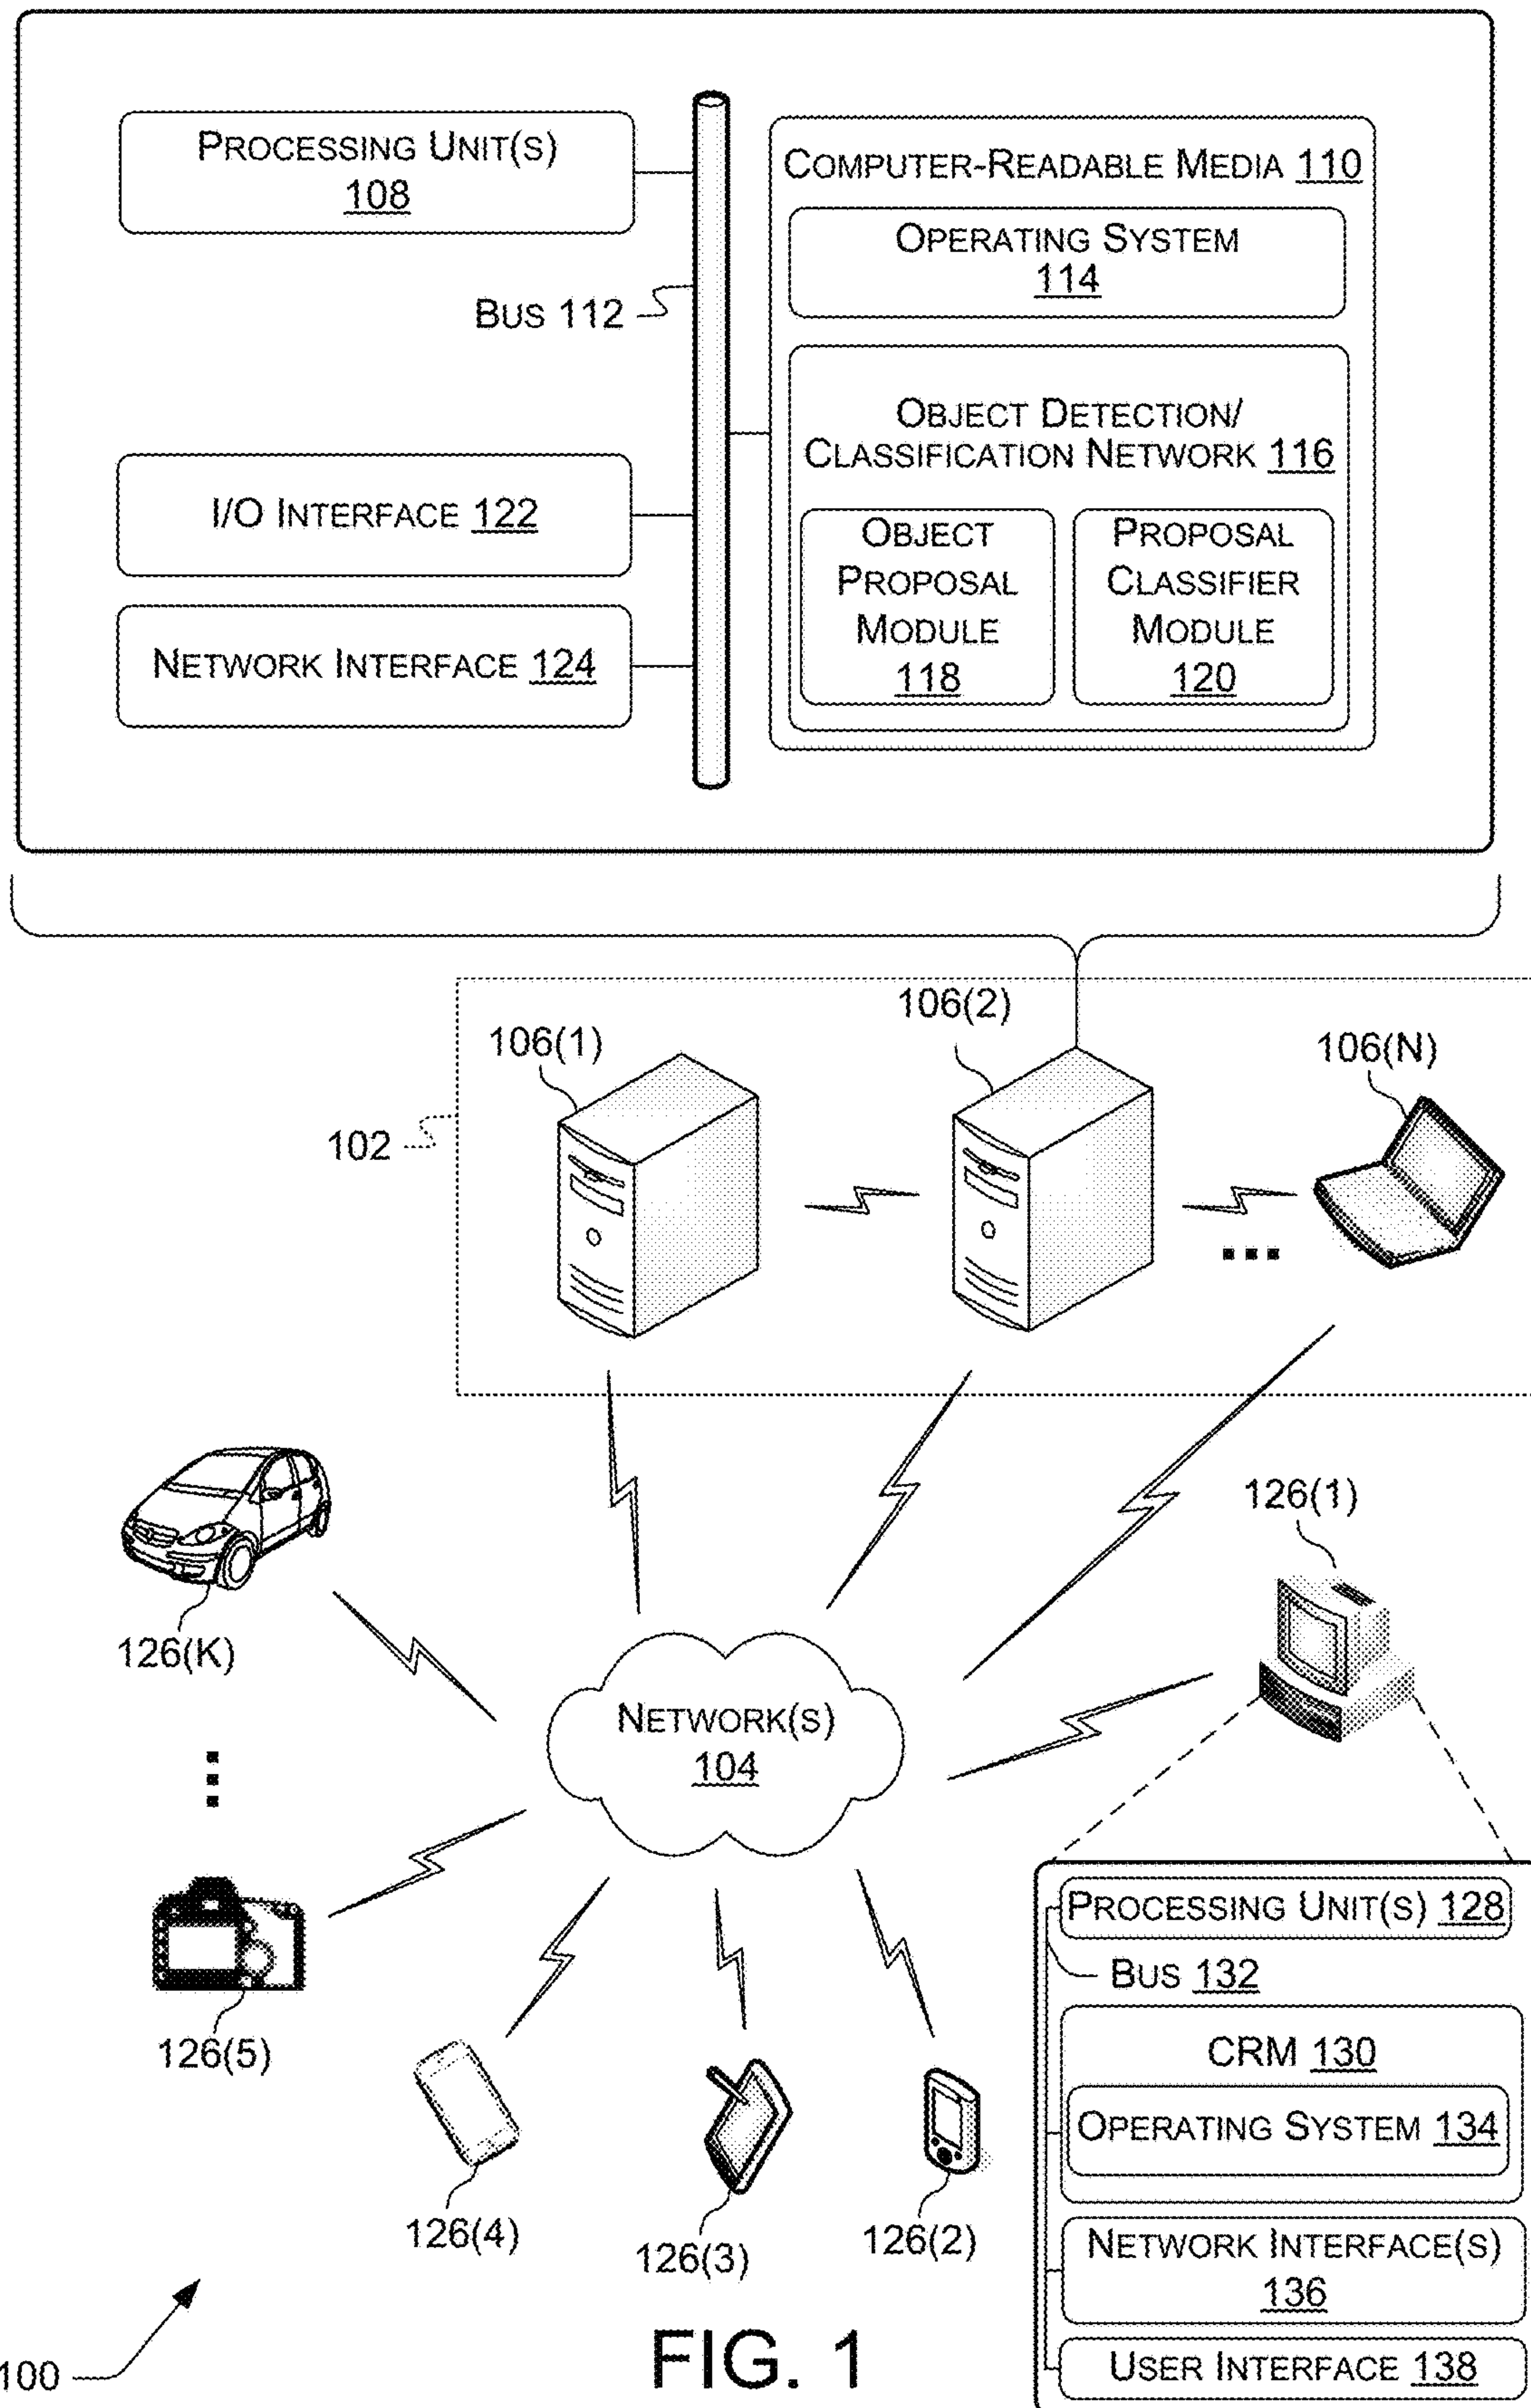 PROCESSING UNIT(S)
108
BUS 112
I/O INTERFACE 122
NETWORK INTERFACE 124
COMPUTER-READABLE MEDIA 110
OPERATING SYSTEM
114
OBJECT DETECTION/
CLASSIFICATION NETWORK 116
OBJECT
PROPOSAL
MODULE
118
PROPOSAL
CLASSIFIER
MODULE
120
106(1)
106(2)
106(N)
102
126(K)
126(1)
NETWORK(S)
104
126(5)
126(4)
126(3)
126(2)
PROCESSING UNIT(S) 128
BUS 132
CRM 130
OPERATING SYSTEM 134
NETWORK INTERFACE(S)
136
USER INTERFACE 138
100
FIG. 1